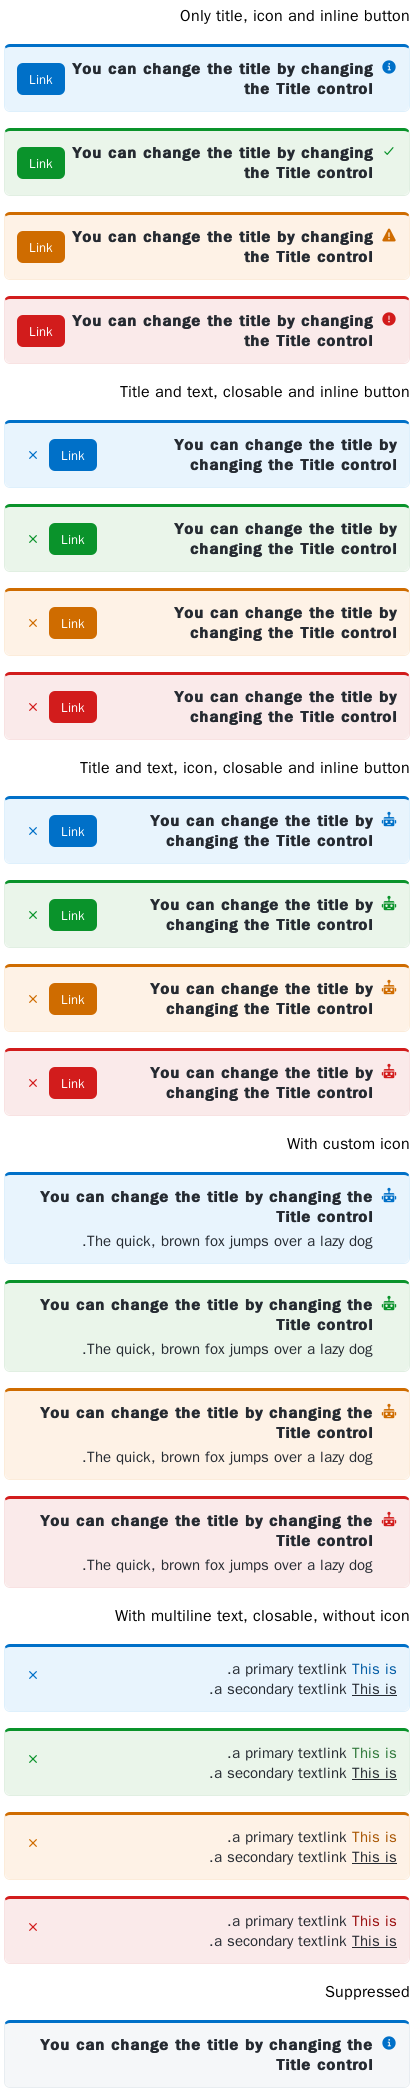 Only title, icon and inline button
You can change the title by changing
the Title control
Link
You can change the title by changing
the Title control
Link
You can change the title by changing
the Title control
Link
You can change the title by changing
the Title control
Link
Title and text, closable and inline button
You can change the title by
changing the Title control
Link
You can change the title by
changing the Title control
Link
You can change the title by
changing the Title control
Link
You can change the title by
changing the Title control
Link
Title and text, icon, closable and inline button
You can change the title by
changing the Title control
Link
You can change the title by
changing the Title control
Link
You can change the title by
changing the Title control
Link
You can change the title by
changing the Title control
Link
With custom icon
You can change the title by changing the
Title control
.The quick, brown fox jumps over a lazy dog
You can change the title by changing the
Title control
.The quick, brown fox jumps over a lazy dog
You can change the title by changing the
Title control
.The quick, brown fox jumps over a lazy dog
You can change the title by changing the
Title control
.The quick, brown fox jumps over a lazy dog
With multiline text, closable, without icon
.a primary textlink This is
.a secondary textlink This is
.a primary textlink This is
.a secondary textlink This is
.a primary textlink This is
.a secondary textlink This is
.a primary textlink This is
.a secondary textlink This is
Suppressed
You can change the title by changing the
Title control